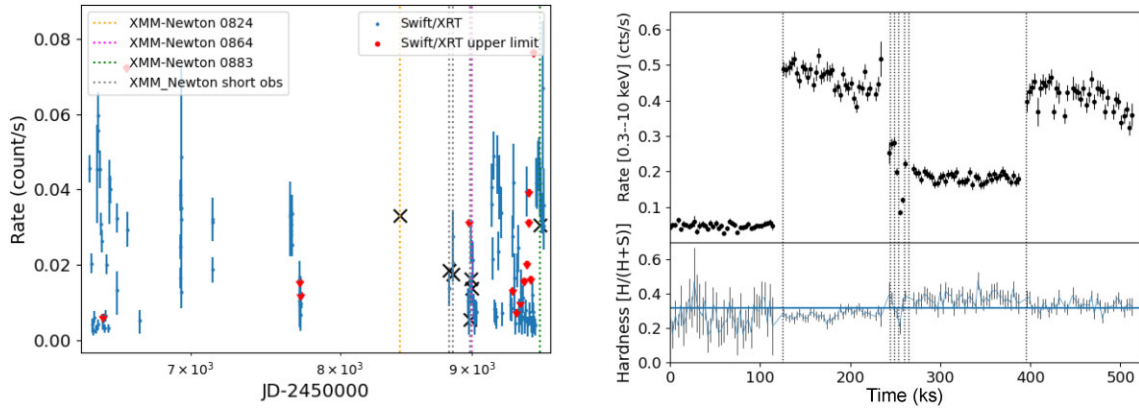 XMM-Newton 0824
XMM-Newton 0864
XMM-Newton 0883
XMM_Newton short obs
Swift/XRT
Swift/XRT upper limit
0.08
0.06
0.04
0.02
0.00
Rate (count/s)
7 × 10³
8 × 10³
9 × 10³
JD-2450000
Rate [0.3--10 keV] (cts/s)
0.6
0.5
0.4
0.3
0.2
0.1
Hardness [H/(H+S)]
0.6
0.4
0.2
0.0
0
100
200
300
400
500
Time (ks)